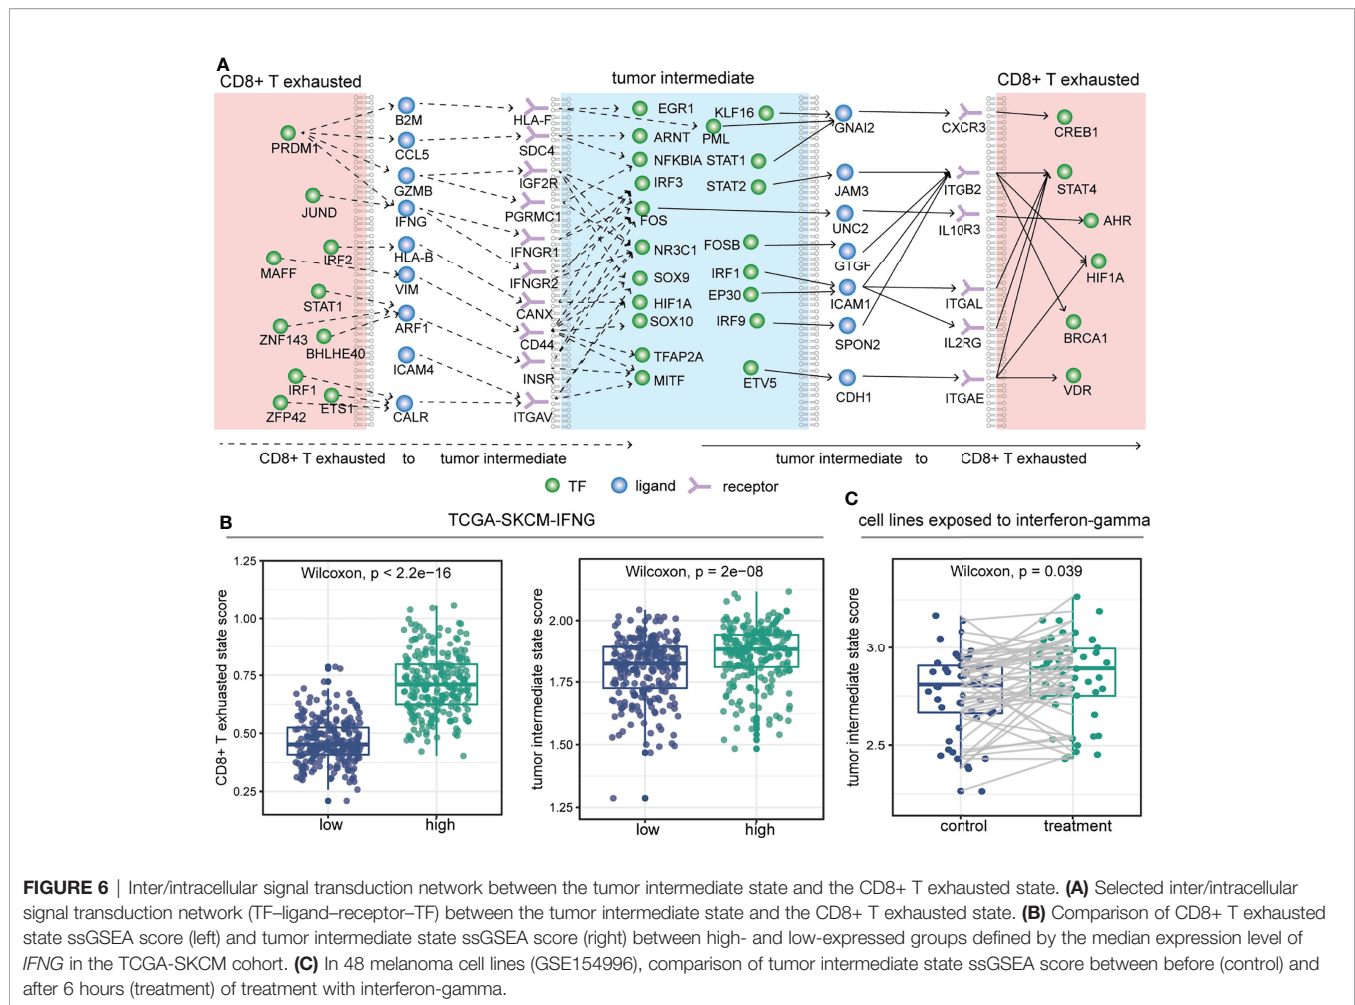 A
CD8+ T exhausted
tumor intermediate
CD8+ T exhausted
PRDM1
JUND
IRF2
MAFF
STAT1
ZNF143
BHLHE40
IRF1
ETS1
ZFP42
B2M
CCL5
GZMB
IFNG
HLA-B
VIM
ARF1
ICAM4
CALR
HLA-F
SDC4
IGF2R
PGRMC1
IFNGR1
IFNGR2
CANX
CD44
INSR
ITGAV
EGR1
ARNT
NFKBIA
IRF3
FOS
NR3C1
SOX9
HIF1A
SOX10
TFAP2A
MITF
KLF16
PML
STAT1
STAT2
FOSB
IRF1
EP30
IRF9
ETV5
GNAI2
JAM3
UNC2
GTGF
ICAM1
SPON2
CDH1
CXCR3
ITGB2
IL10R3
ITGAL
IL2RG
ITGAE
CREB1
STAT4
AHR
HIF1A
BRCA1
VDR
CD8+ T exhausted to tumor intermediate
tumor intermediate to CD8+ T exhausted
TF ligand receptor
B
TCGA-SKCM-IFNG
CD8+ T exhuasted state score
1.25
1.00
0.75
0.50
0.25
Wilcoxon, p < 2.2e−16
low high
tumor intermediate state score
2.00
1.75
1.50
1.25
Wilcoxon, p = 2e−08
low high
C
cell lines exposed to interferon-gamma
tumor intermediate state score
3.0
2.5
Wilcoxon, p = 0.039
control treatment
FIGURE 6 | Inter/intracellular signal transduction network between the tumor intermediate state and the CD8+ T exhausted state. (A) Selected inter/intracellular
signal transduction network (TF–ligand–receptor–TF) between the tumor intermediate state and the CD8+ T exhausted state. (B) Comparison of CD8+ T exhausted
state ssGSEA score (left) and tumor intermediate state ssGSEA score (right) between high- and low-expressed groups defined by the median expression level of
IFNG in the TCGA-SKCM cohort. (C) In 48 melanoma cell lines (GSE154996), comparison of tumor intermediate state ssGSEA score between before (control) and
after 6 hours (treatment) of treatment with interferon-gamma.